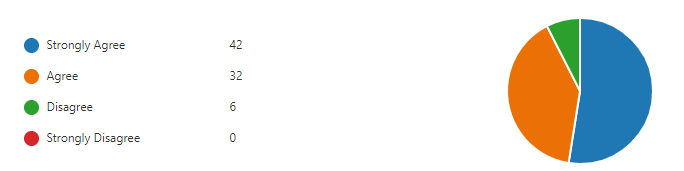 Strongly Agree 42
Agree 32
Disagree 6
Strongly Disagree 0